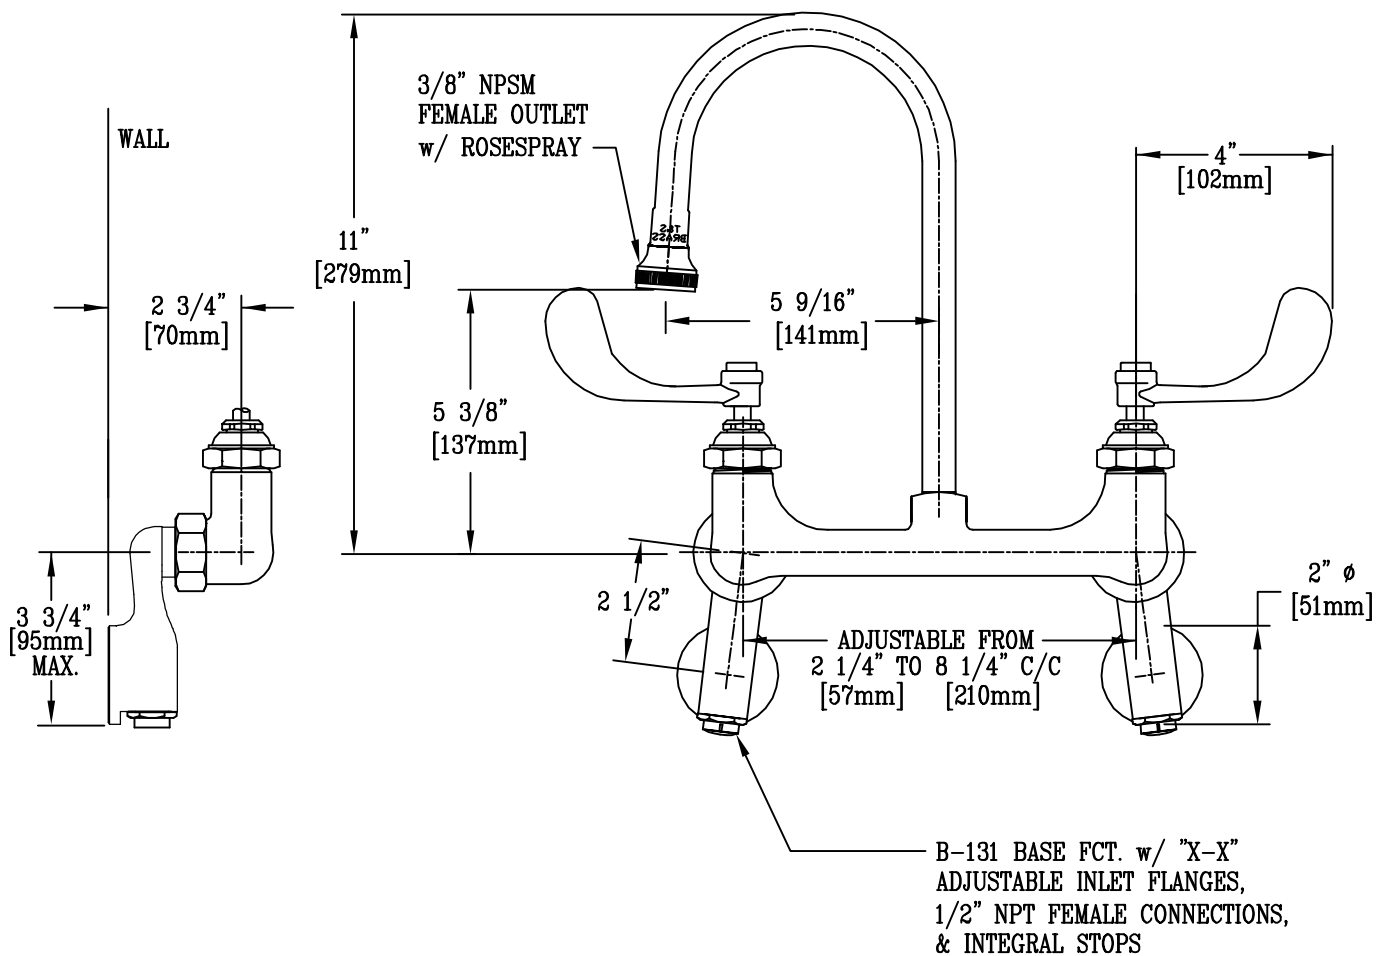 3/8" NPSM
FEMALE OUTLET
w/ ROSESPRAY
WALL
4"
[102mm]
T&S
BRASS
11"
[279mm]
2 3/4"
[70mm]
5 9/16"
[141mm]
5 3/8"
[137mm]
2 1/2"
2" ø
[51mm]
3 3/4"
[95mm]
MAX.
ADJUSTABLE FROM
2 1/4" TO 8 1/4" C/C
[57mm] [210mm]
B-131 BASE FCT. w/ "X-X"
ADJUSTABLE INLET FLANGES,
1/2" NPT FEMALE CONNECTIONS,
& INTEGRAL STOPS